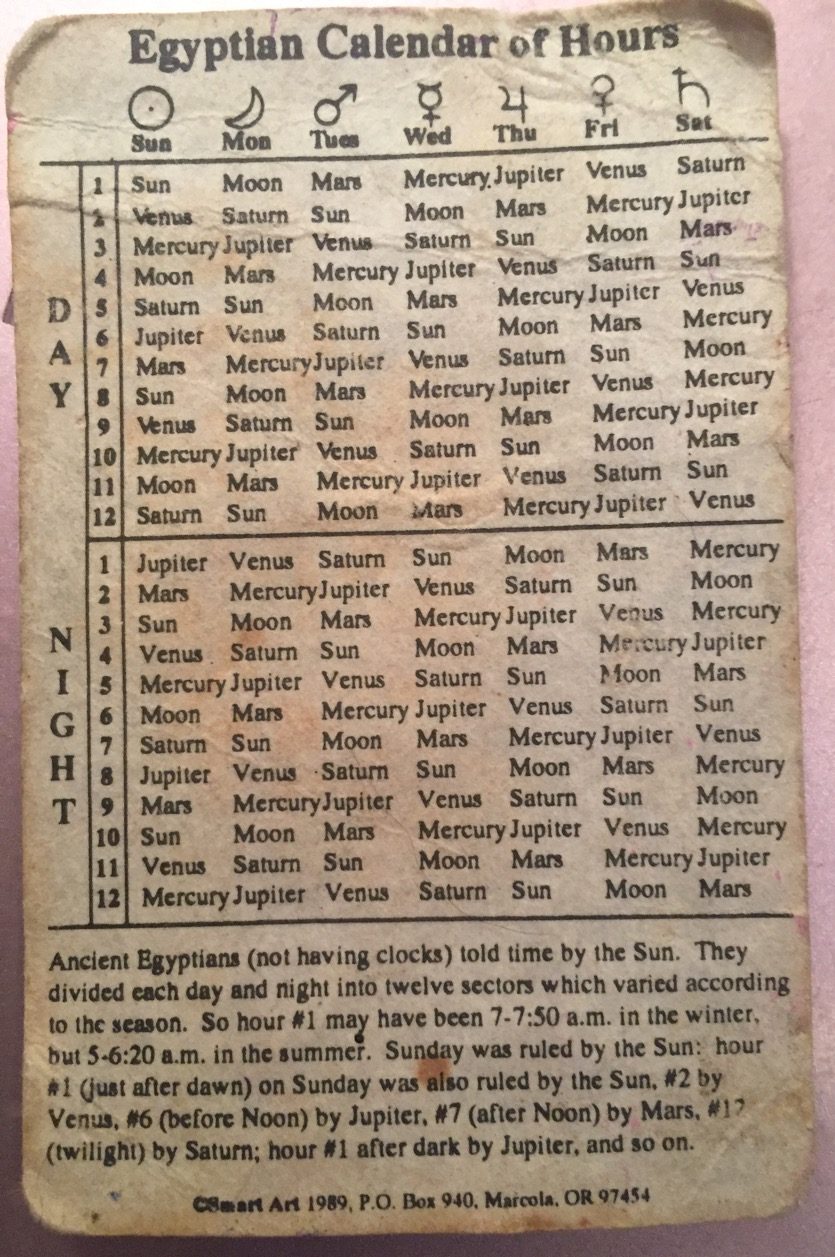 Egyptian Calendar of Hours
☉ ☽ ♂ ☿ ♃ ♀ ♄
Sun Mon Tues Wed Thu Fri Sat
DAY
1 Sun Moon Mars Mercury Jupiter Venus Saturn
2 Venus Saturn Sun Moon Mars Mercury Jupiter
3 Mercury Jupiter Venus Saturn Sun Moon Mars
4 Moon Mars Mercury Jupiter Venus Saturn Sun
5 Saturn Sun Moon Mars Mercury Jupiter Venus
6 Jupiter Venus Saturn Sun Moon Mars Mercury
7 Mars Mercury Jupiter Venus Saturn Sun Moon
8 Sun Moon Mars Mercury Jupiter Venus Mercury
9 Venus Saturn Sun Moon Mars Mercury Jupiter
10 Mercury Jupiter Venus Saturn Sun Moon Mars
11 Moon Mars Mercury Jupiter Venus Saturn Sun
12 Saturn Sun Moon Mars Mercury Jupiter Venus
NIGHT
1 Jupiter Venus Saturn Sun Moon Mars Mercury
2 Mars Mercury Jupiter Venus Saturn Sun Moon
3 Sun Moon Mars Mercury Jupiter Venus Mercury
4 Venus Saturn Sun Moon Mars Mercury Jupiter
5 Mercury Jupiter Venus Saturn Sun Moon Mars
6 Moon Mars Mercury Jupiter Venus Saturn Sun
7 Saturn Sun Moon Mars Mercury Jupiter Venus
8 Jupiter Venus Saturn Sun Moon Mars Mercury
9 Mars Mercury Jupiter Venus Saturn Sun Moon
10 Sun Moon Mars Mercury Jupiter Venus Mercury
11 Venus Saturn Sun Moon Mars Mercury Jupiter
12 Mercury Jupiter Venus Saturn Sun Moon Mars
Ancient Egyptians (not having clocks) told time by the Sun. They
divided each day and night into twelve sectors which varied according
to the season. So hour #1 may have been 7-7:50 a.m. in the winter,
but 5-6:20 a.m. in the summer. Sunday was ruled by the Sun: hour
#1 (just after dawn) on Sunday was also ruled by the Sun, #2 by
Venus, #6 (before Noon) by Jupiter, #7 (after Noon) by Mars, #12
(twilight) by Saturn; hour #1 after dark by Jupiter, and so on.
©Smart Art 1989, P.O. Box 940, Marcola, OR 97454